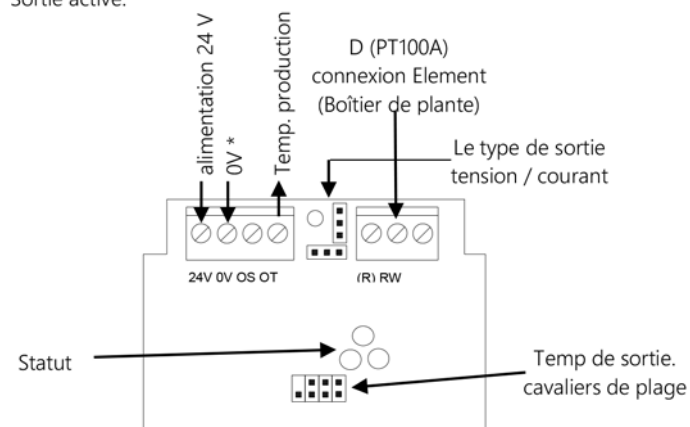 Sortie active.
alimentation 24 V
0V *
Temp. production
D (PT100A)
connexion Element
(Boîtier de plante)
Le type de sortie
tension / courant
24V 0V OS OT
(R) RW
Statut
Temp de sortie.
cavaliers de plage